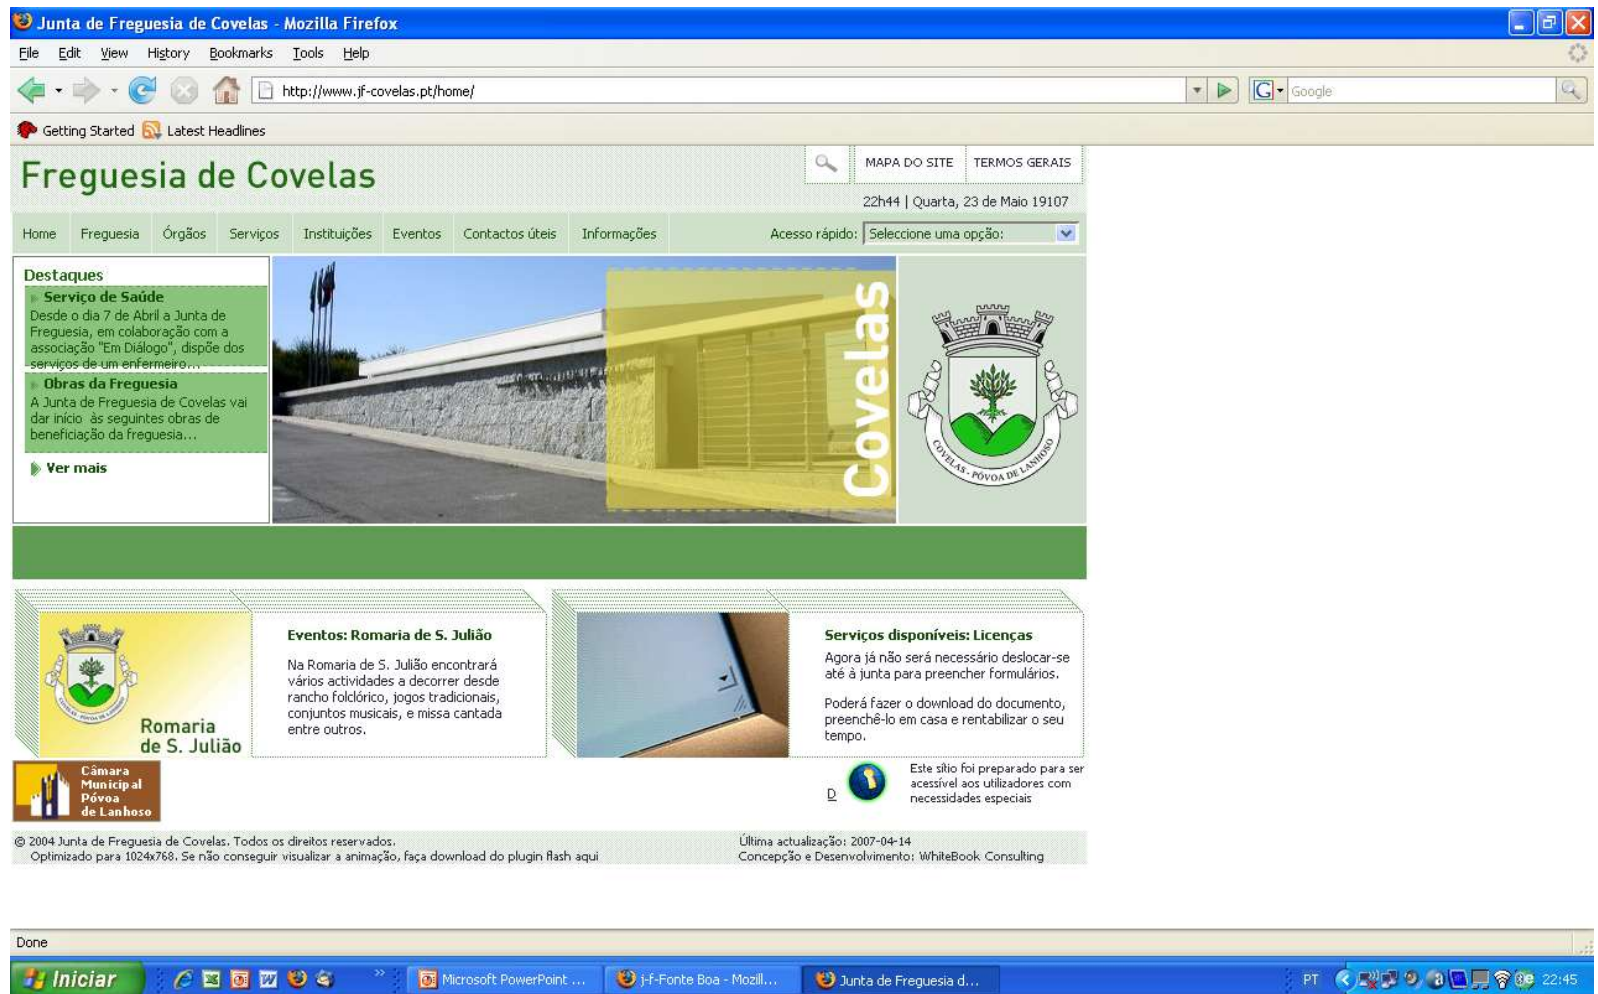 Junta de Freguesia de Covelas - Mozilla Firefox
File Edit View History Bookmarks Tools Help
http://www.jf-covelas.pt/home/
Google
Getting Started Latest Headlines
Freguesia de Covelas
MAPA DO SITE TERMOS GERAIS
22h44 | Quarta, 23 de Maio 19107
Home Freguesia Órgãos Serviços Instituições Eventos Contactos úteis Informações Acesso rápido: Seleccione uma opção:
Destaques
Serviço de Saúde
Desde o dia 7 de Abril a Junta de
Freguesia, em colaboração com a
associação "Em Diálogo", dispõe dos
serviços de um enfermeiro...
Obras da Freguesia
A Junta de Freguesia de Covelas vai
dar início às seguintes obras de
beneficiação da freguesia...
Ver mais
Covelas
COVELAS - PÓVOA DE LANHOSO
Romaria
de S. Julião
Eventos: Romaria de S. Julião
Na Romaria de S. Julião encontrará
vários actividades a decorrer desde
rancho folclórico, jogos tradicionais,
conjuntos musicais, e missa cantada
entre outros.
Serviços disponíveis: Licenças
Agora já não será necessário deslocar-se
até à junta para preencher formulários.
Poderá fazer o download do documento,
preenchê-lo em casa e rentabilizar o seu
tempo.
Câmara
Municipal
Póvoa
de Lanhoso
D
Este sítio foi preparado para ser
acessível aos utilizadores com
necessidades especiais
© 2004 Junta de Freguesia de Covelas. Todos os direitos reservados.
Optimizado para 1024x768. Se não conseguir visualizar a animação, faça download do plugin flash aqui
Última actualização: 2007-04-14
Concepção e Desenvolvimento: WhiteBook Consulting
Done
Iniciar Microsoft PowerPoint ... j-f-Fonte Boa - Mozill... Junta de Freguesia d... PT 22:45